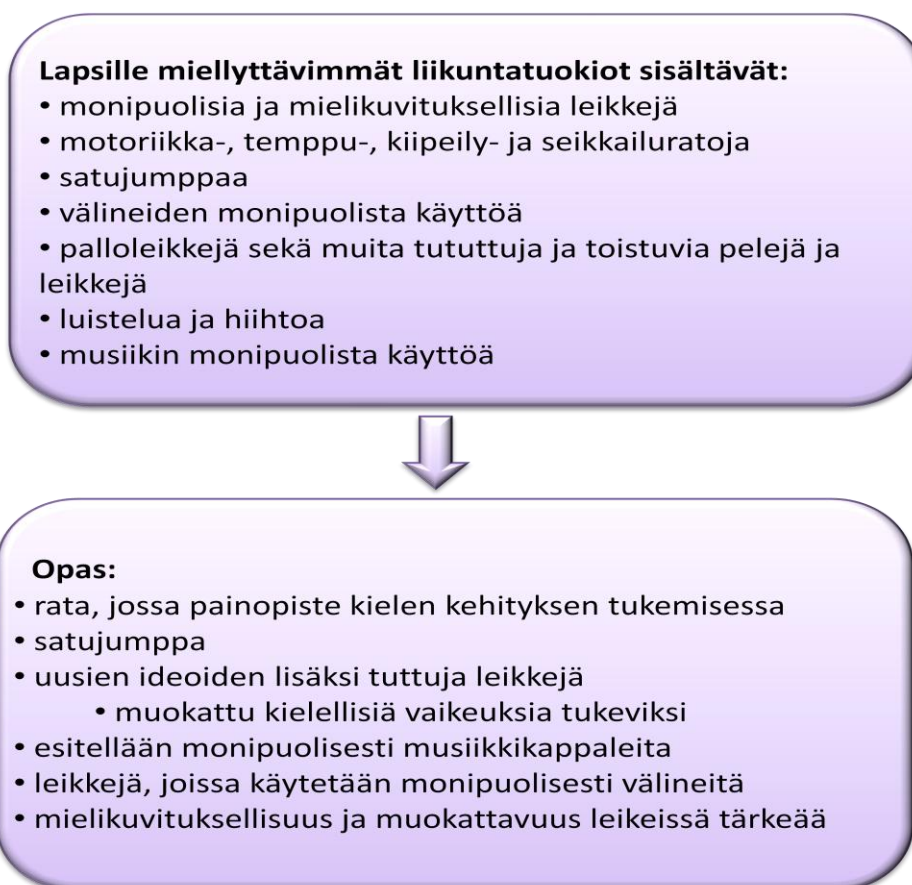 Lapsille miellyttävimmät liikuntatuokiot sisältävät:
• monipuolisia ja mielikuvituksellisia leikkejä
• motoriikka-, temppu-, kiipeily- ja seikkailuratoja
• satujumppaa
• välineiden monipuolista käyttöä
• palloleikkejä sekä muita tututtuja ja toistuvia pelejä ja
leikkejä
• luistelua ja hiihtoa
• musiikin monipuolista käyttöä
Opas:
• rata, jossa painopiste kielen kehityksen tukemisessa
• satujumppa
• uusien ideoiden lisäksi tuttuja leikkejä
• muokattu kielellisiä vaikeuksia tukeviksi
• esitellään monipuolisesti musiikkikappaleita
• leikkejä, joissa käytetään monipuolisesti välineitä
• mielikuvituksellisuus ja muokattavuus leikeissä tärkeää